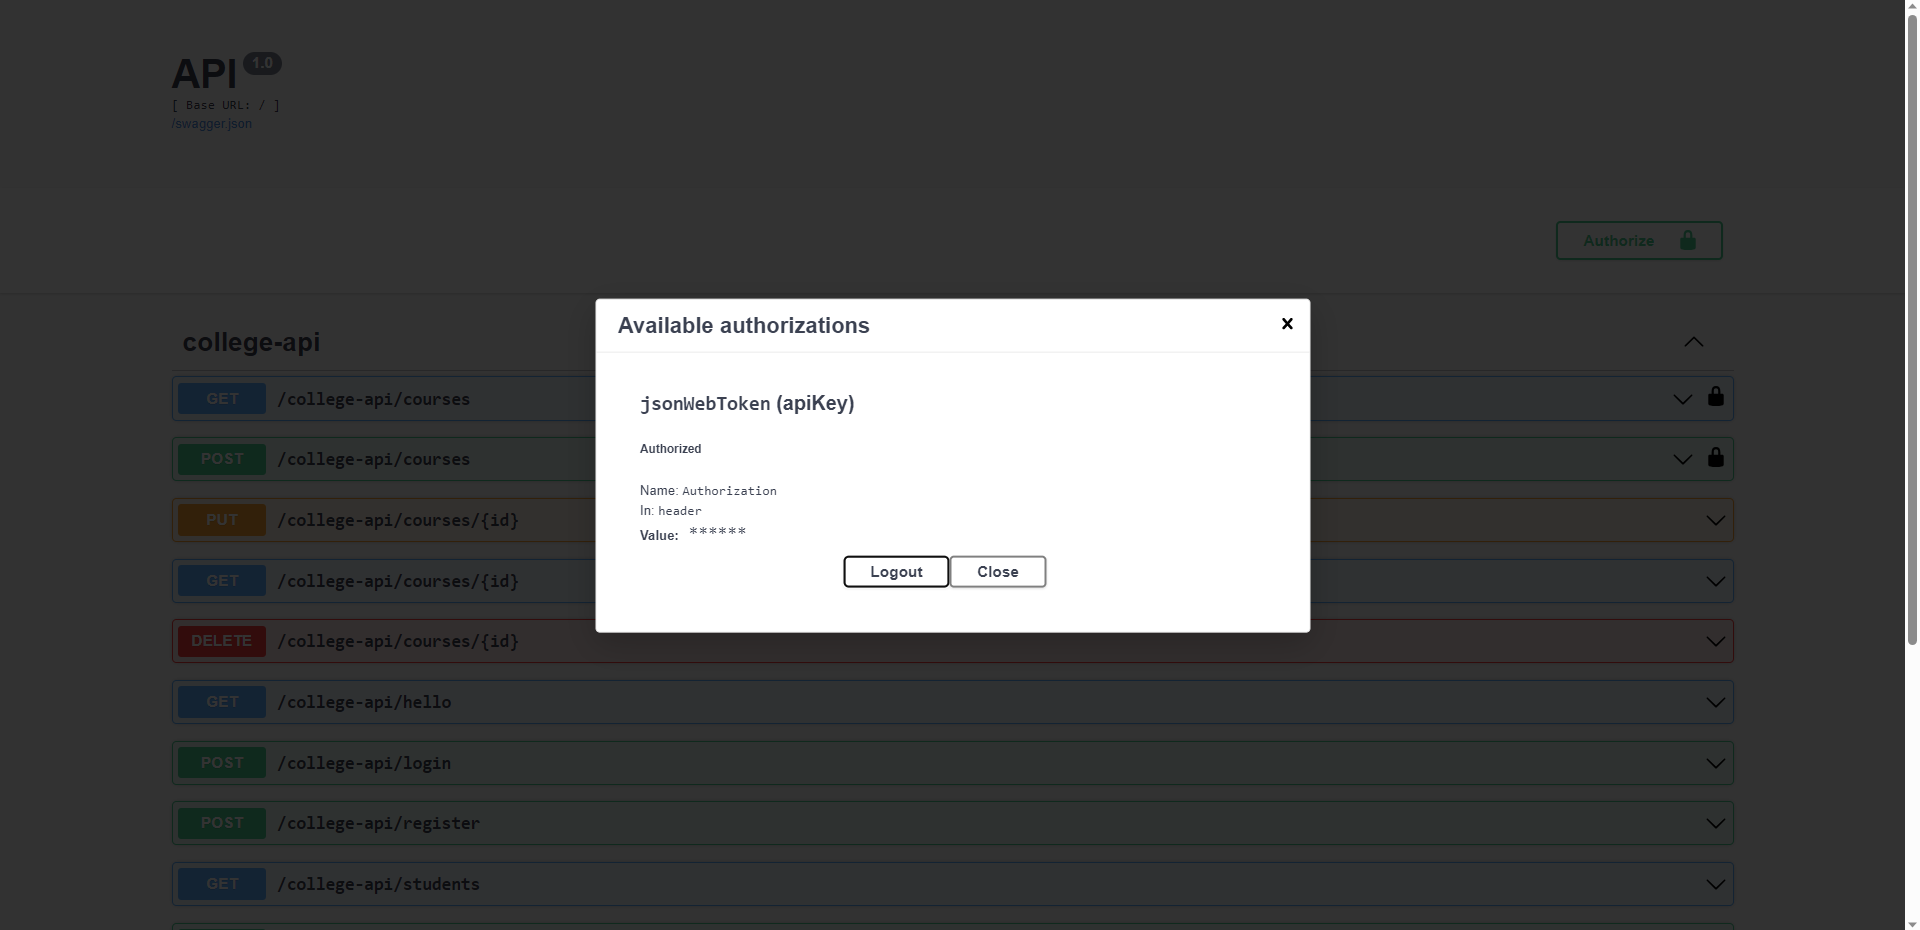 API 1.0
[ Base URL: / ]
/swagger.json
Authorize
college-api
GET /college-api/courses
POST /college-api/courses
PUT /college-api/courses/{id}
GET /college-api/courses/{id}
DELETE /college-api/courses/{id}
GET /college-api/hello
POST /college-api/login
POST /college-api/register
GET /college-api/students
Available authorizations
jsonWebToken (apiKey)
Authorized
Name: Authorization
In: header
Value: ******
Logout Close